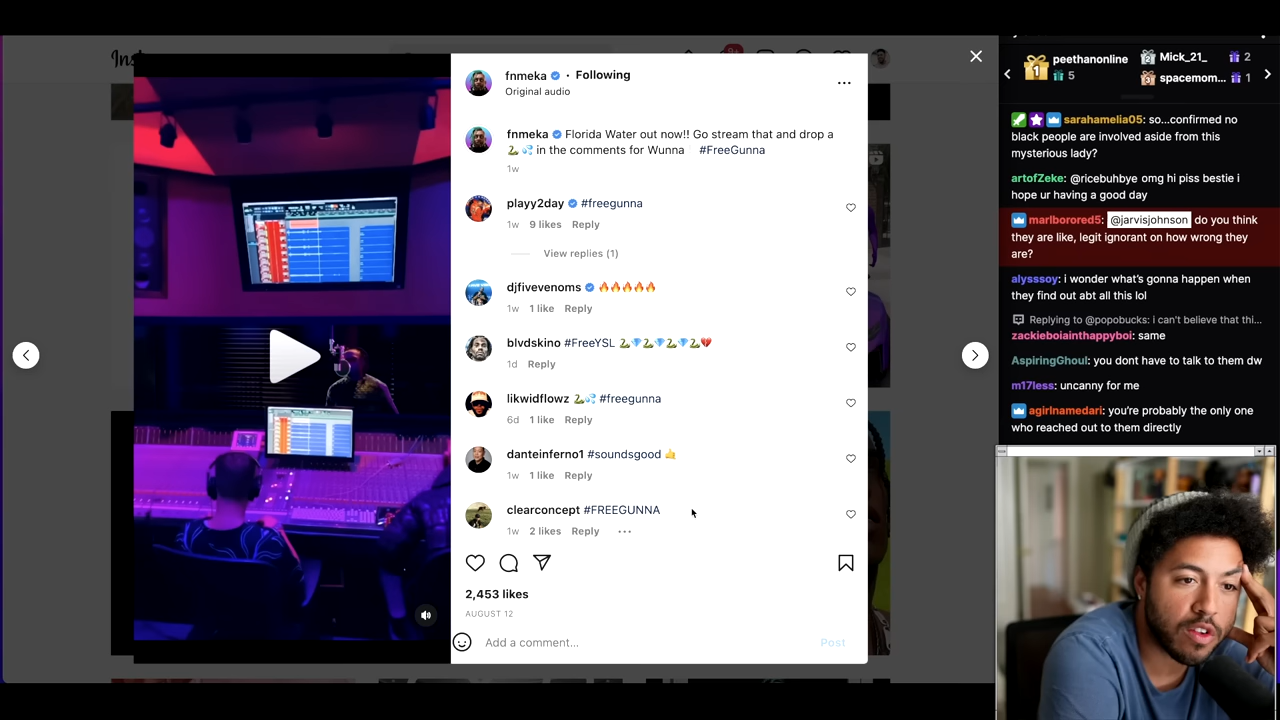 fnmeka • Following
Original audio
fnmeka Florida Water out now!! Go stream that and drop a
🐍💦 in the comments for Wunna #FreeGunna
1w
playy2day #freegunna
1w 9 likes Reply
View replies (1)
djfivevenoms 🔥🔥🔥🔥🔥
1w 1 like Reply
blvdskino #FreeYSL 🐍💎🐍💎🐍💎🐍💔
1d Reply
likwidflowz 🐍💦 #freegunna
6d 1 like Reply
danteinferno1 #soundsgood 🤙
1w 1 like Reply
clearconcept #FREEGUNNA
1w 2 likes Reply ...
2,453 likes
AUGUST 12
Add a comment...
Post
peethanonline
5
Mick_21_ 2
spacemom... 1
sarahamelia05: so...confirmed no
black people are involved aside from this
mysterious lady?
artofZeke: @ricebuhbye omg hi piss bestie i
hope ur having a good day
marlborored5: @jarvisjohnson do you think
they are like, legit ignorant on how wrong they
are?
alysssoy: i wonder what's gonna happen when
they find out abt all this lol
Replying to @popobucks: i can't believe that thi...
zackieboiainthappyboi: same
AspiringGhoul: you dont have to talk to them dw
m17less: uncanny for me
agirlnamedari: you're probably the only one
who reached out to them directly